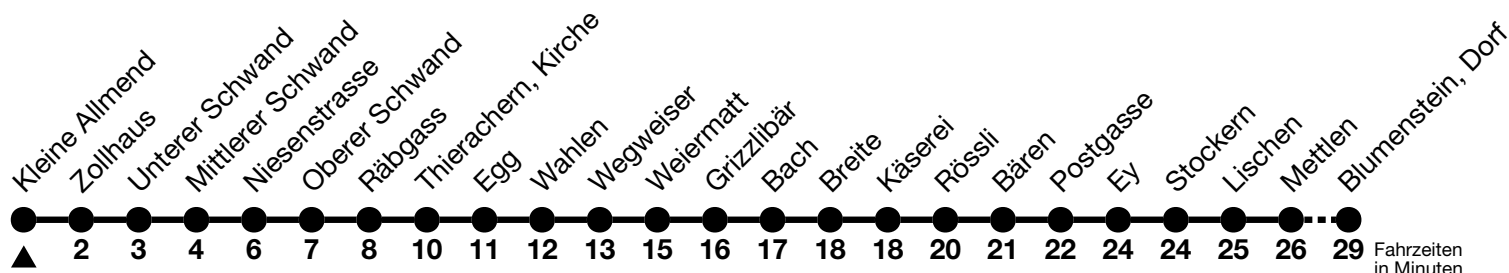 Kleine Allmend
Zollhaus
Unterer Schwand
Mittlerer Schwand
Niesenstrasse
Oberer Schwand
Räbgass
Thierachern, Kirche
Egg
Wahlen
Wegweiser
Weiermatt
Grizzlibär
Bach
Breite
Käserei
Rössli
Bären
Postgasse
Ey
Stockern
Lischen
Mettlen
Blumenstein, Dorf
2 3 4 6 7 8 10 11 12 13 15 16 17 18 18 20 21 22 24 24 25 26 29 Fahrzeiten
in Minuten